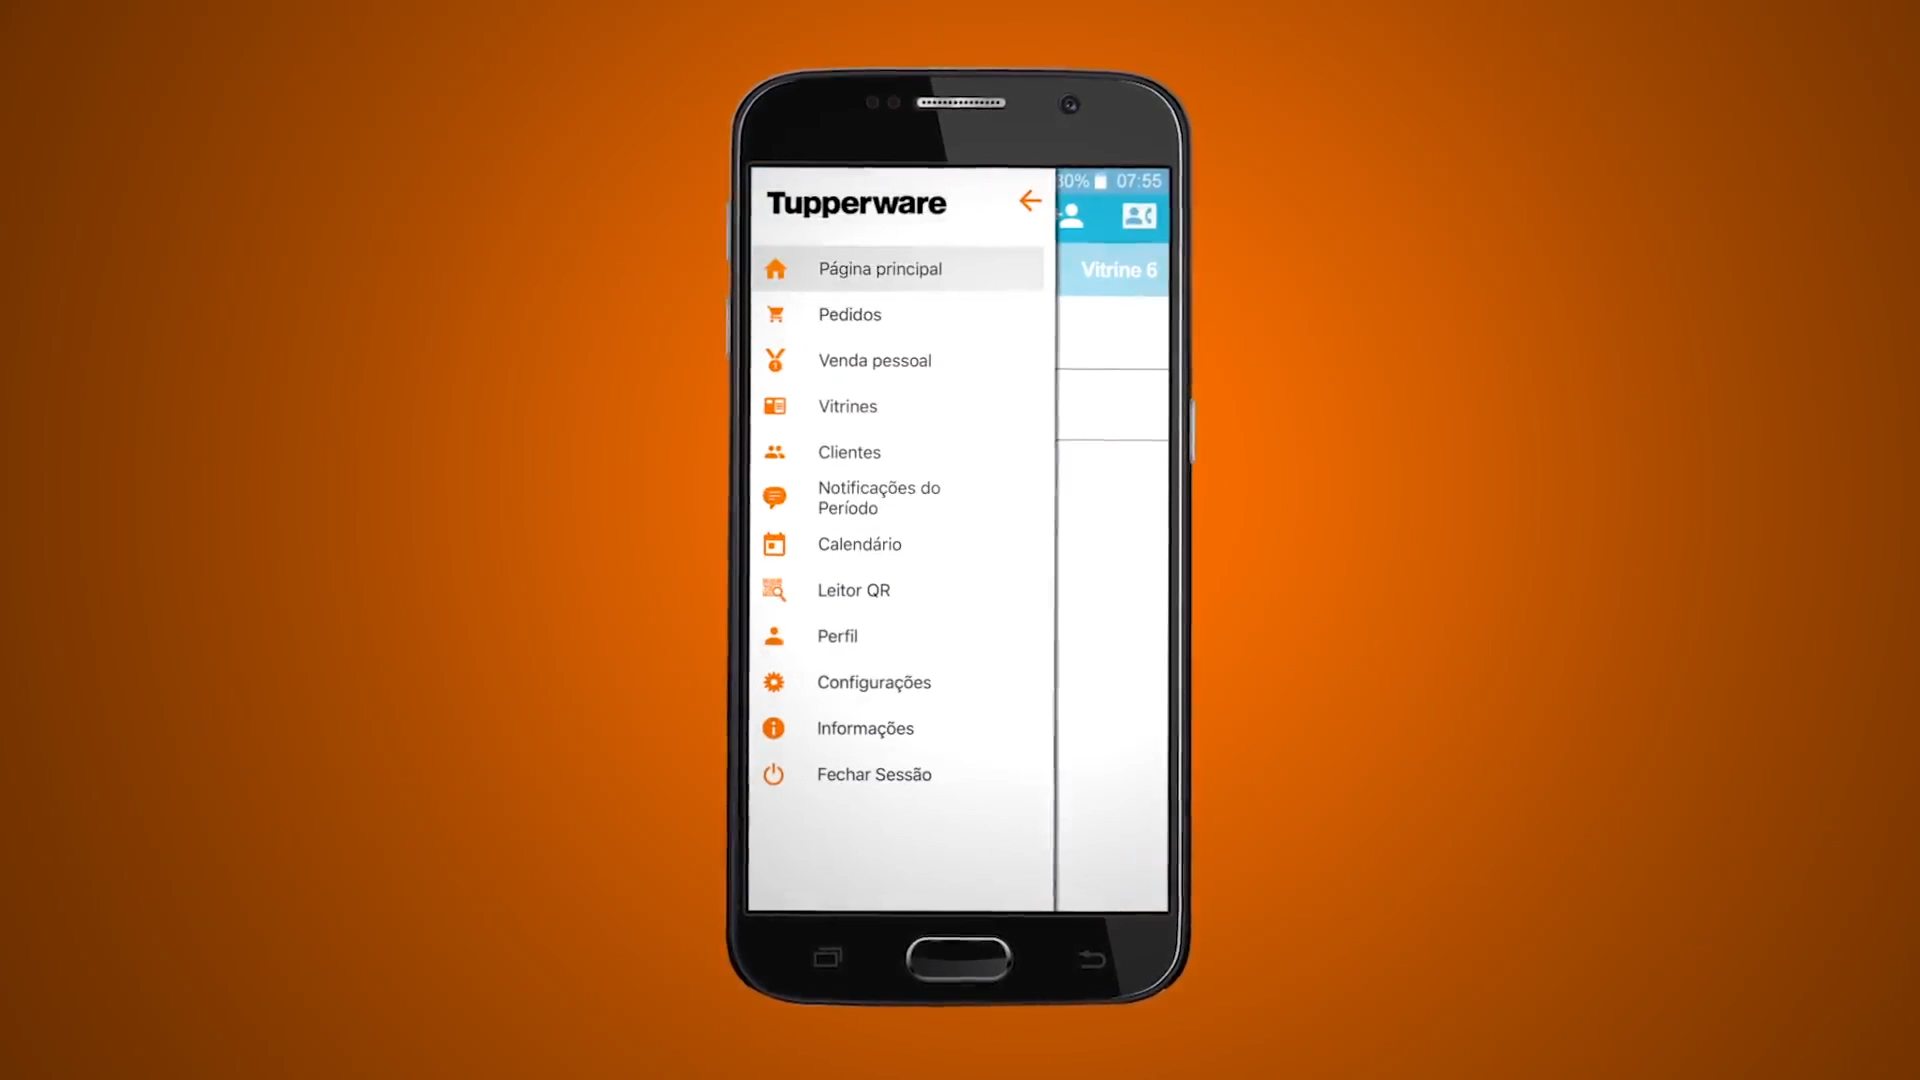 Tupperware
30% 07:55
Vitrine 6
Página principal
Pedidos
Venda pessoal
Vitrines
Clientes
Notificações do
Período
Calendário
Leitor QR
Perfil
Configurações
Informações
Fechar Sessão